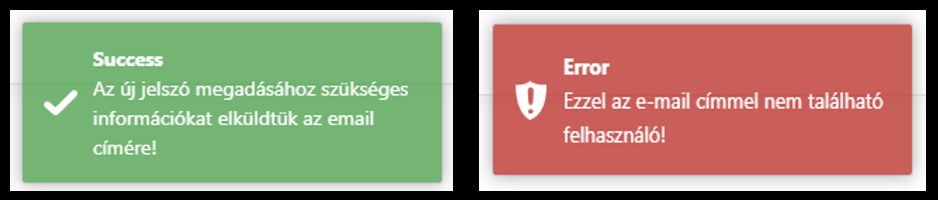 Success
Az új jelszó megadásához szükséges
információkat elküldtük az email
címére!
Error
Ezzel az e-mail címmel nem található
felhasználó!